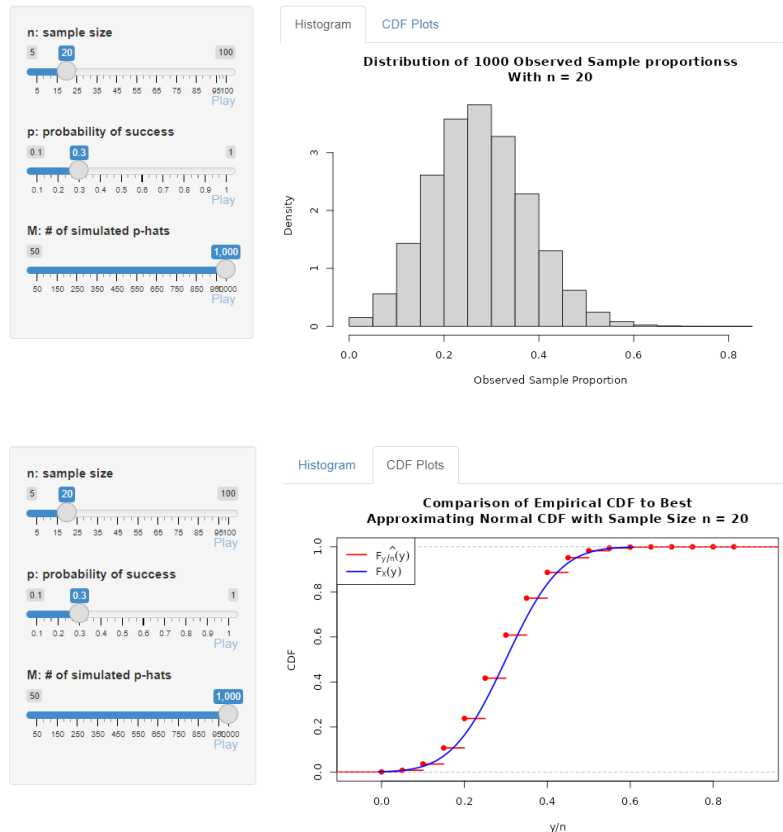 n: sample size
5 20 100
5 15 25 35 45 55 65 75 85 95100
Play
p: probability of success
0.1 0.3 1
0.1 0.2 0.3 0.4 0.5 0.6 0.7 0.8 0.9 1
Play
M: # of simulated p-hats
50 1,000
50 150 250 350 450 550 650 750 850 951,000
Play
Histogram CDF Plots
Distribution of 1000 Observed Sample proportionss
With n = 20
Density
3
2
1
0
0.0 0.2 0.4 0.6 0.8
Observed Sample Proportion
n: sample size
5 20 100
5 15 25 35 45 55 65 75 85 95100
Play
p: probability of success
0.1 0.3 1
0.1 0.2 0.3 0.4 0.5 0.6 0.7 0.8 0.9 1
Play
M: # of simulated p-hats
50 1,000
50 150 250 350 450 550 650 750 850 951,000
Play
Histogram CDF Plots
Comparison of Empirical CDF to Best
Approximating Normal CDF with Sample Size n = 20
F̂y/n(y)
Fx(y)
CDF
1.0
0.8
0.6
0.4
0.2
0.0
0.0 0.2 0.4 0.6 0.8
y/n